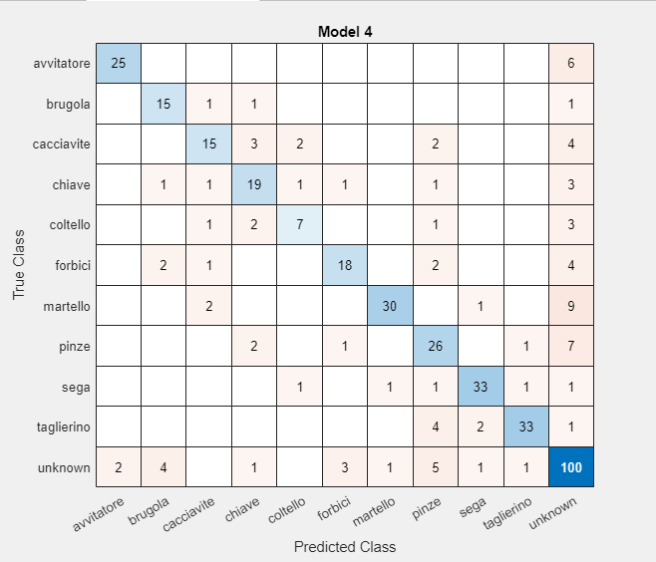 Model 4
avvitatore 25 6
brugola 15 1 1 1
cacciavite 15 3 2 2 4
chiave 1 1 19 1 1 1 3
coltello 1 2 7 1 3
forbici 2 1 18 2 4
martello 2 30 1 9
pinze 2 1 26 1 7
sega 1 1 1 33 1 1
taglierino 4 2 33 1
unknown 2 4 1 3 1 5 1 1 100
True Class
avvitatore brugola cacciavite chiave coltello forbici martello pinze sega taglierino unknown
Predicted Class